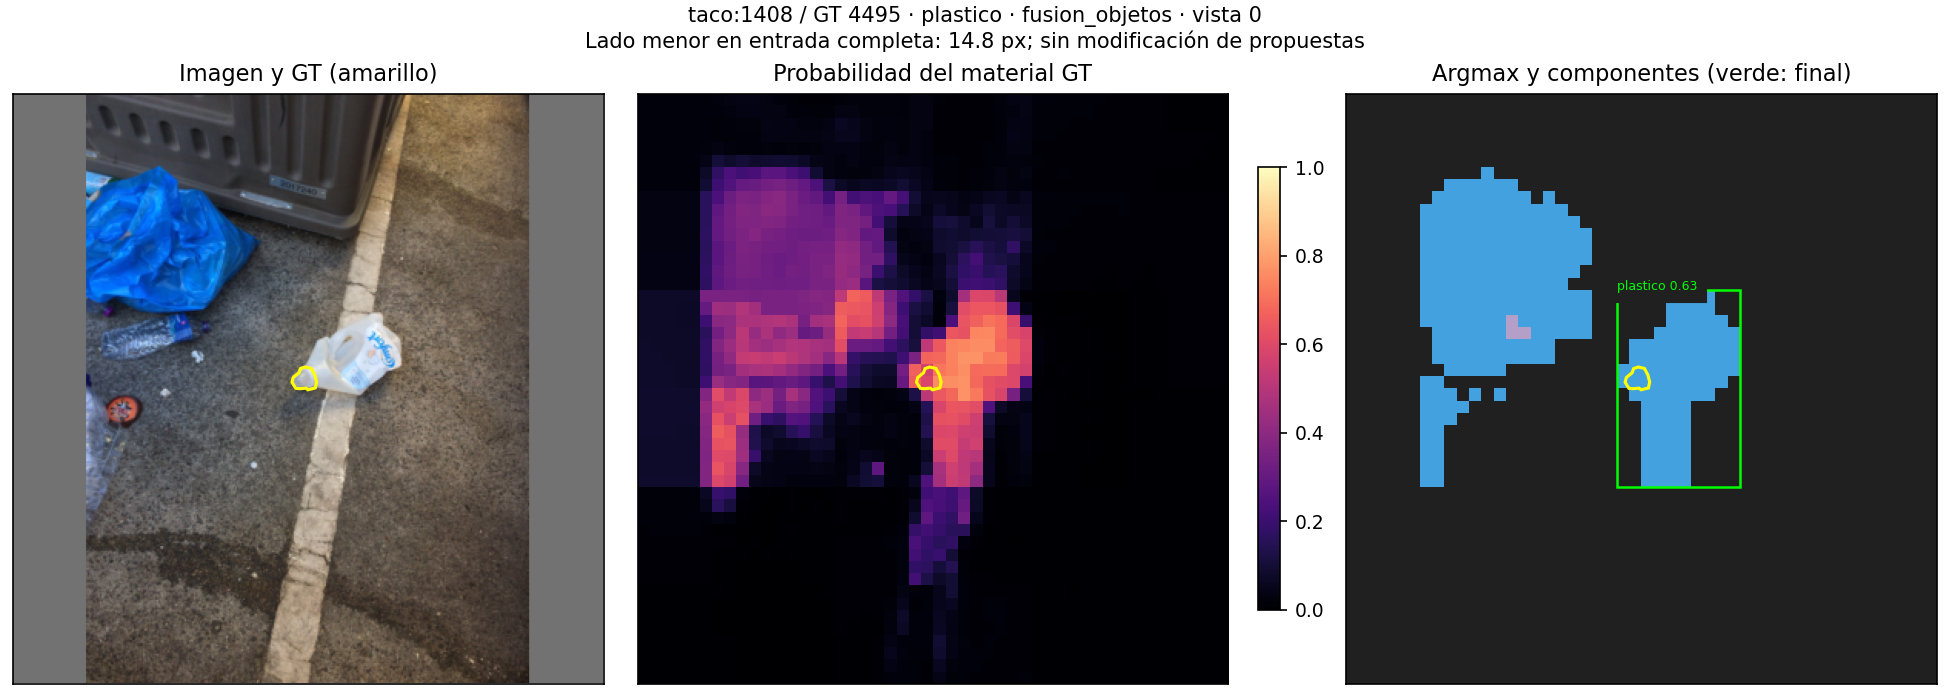 taco:1408 / GT 4495 · plastico · fusion_objetos · vista 0
Lado menor en entrada completa: 14.8 px; sin modificación de propuestas
Imagen y GT (amarillo)
Probabilidad del material GT
Argmax y componentes (verde: final)
2017240
1.0
0.8
0.6
0.4
0.2
0.0
plastico 0.63